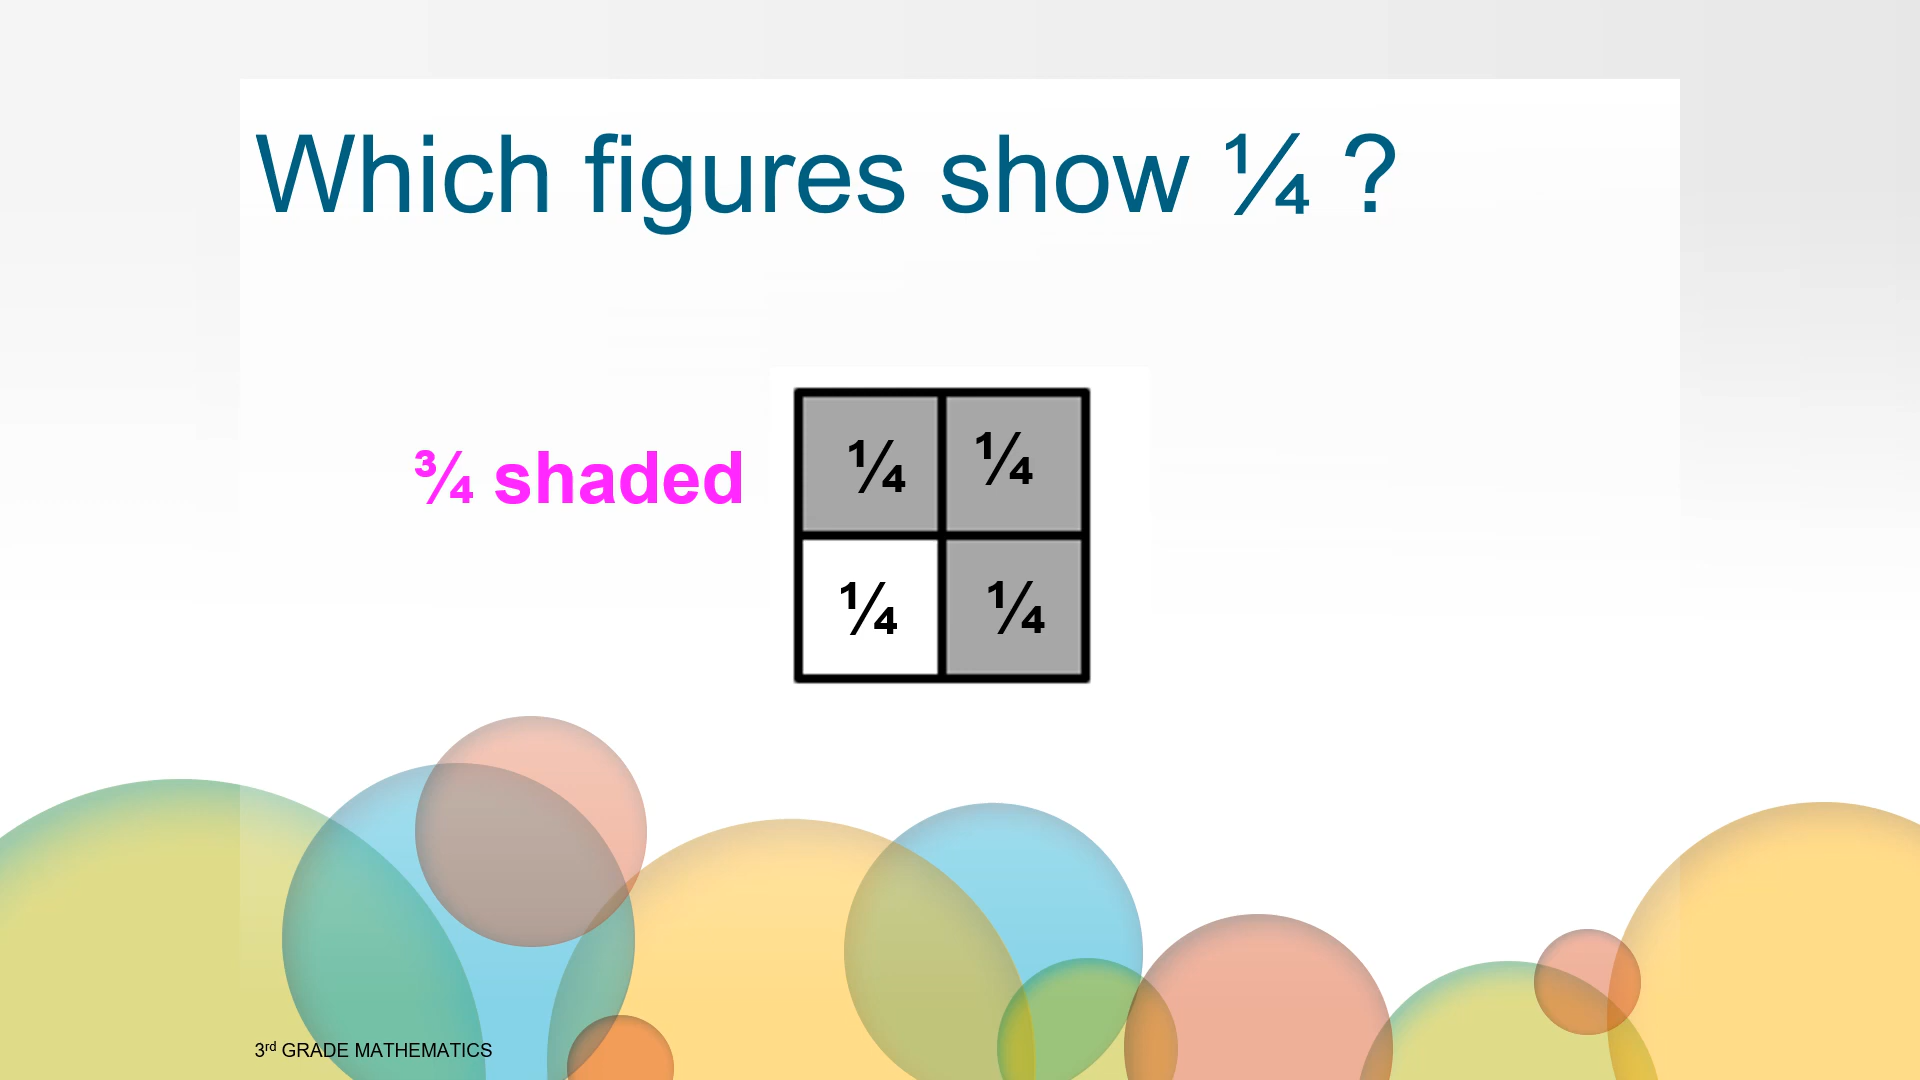 Which figures show ¼ ?
¾ shaded
¼ ¼
¼ ¼
3rd GRADE MATHEMATICS